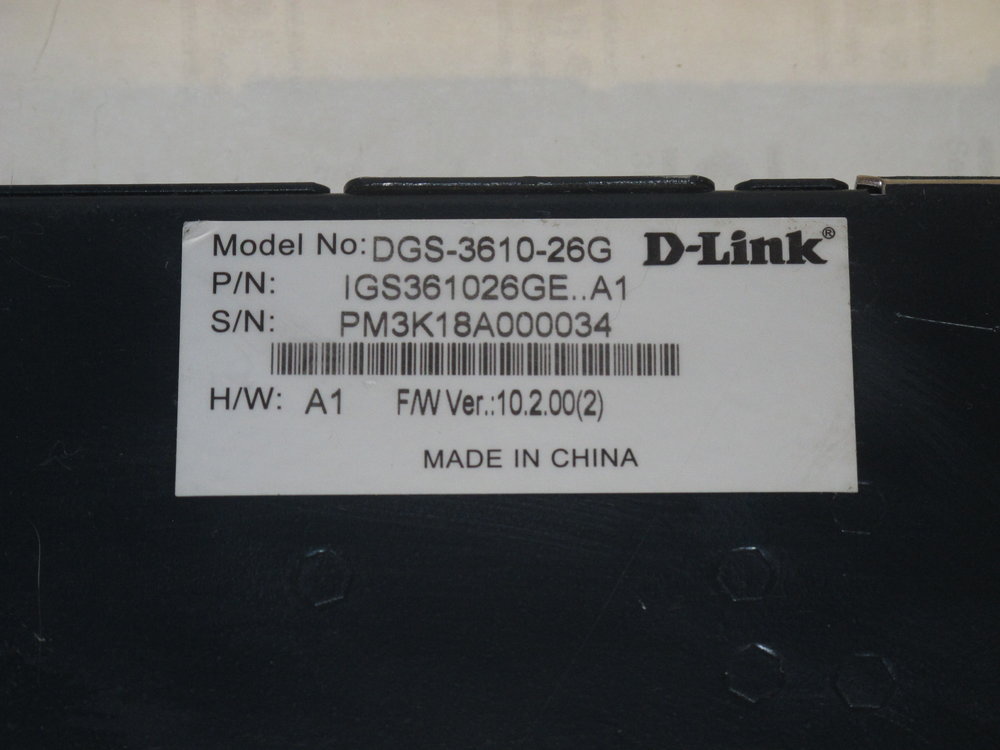 Model No: DGS-3610-26G D-Link®
P/N: IGS361026GE..A1
S/N: PM3K18A000034
H/W: A1 F/W Ver.:10.2.00(2)
MADE IN CHINA